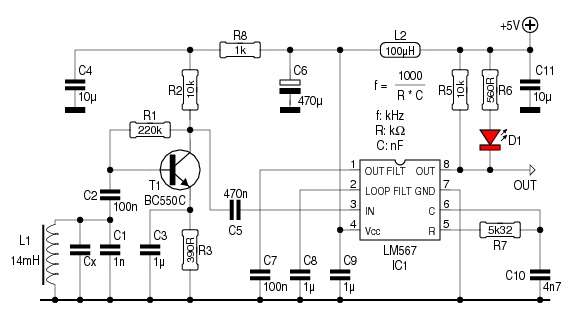 +5V
R8
1k
L2
100µH
C4
10µ
R2
10k
C6
470µ
f = 1000
R * C
f: kHz
R: kΩ
C: nF
R5
10k
560R
R6
C11
10µ
D1
R1
220k
T1
BC550C
C2
100n
470n
C5
1
OUT FILT
OUT
8
2
LOOP FILT
GND
7
3
IN
C
6
4
Vcc
R
5
LM567
IC1
OUT
5k32
R7
L1
14mH
Cx
C1
1n
C3
1µ
390R
R3
C7
100n
C8
1µ
C9
1µ
C10
4n7